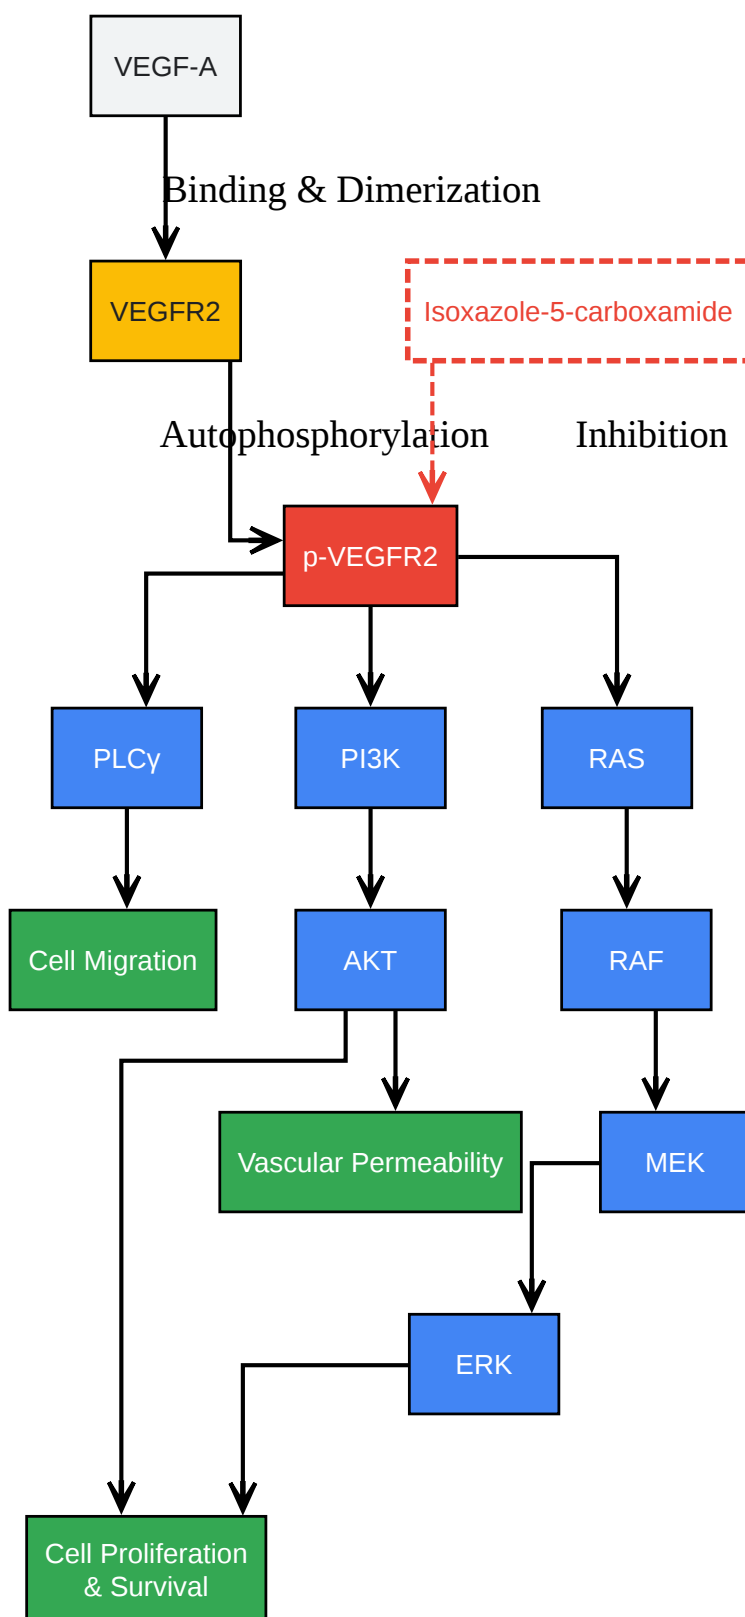 VEGF-A
Binding & Dimerization
VEGFR2
Isoxazole-5-carboxamide
Autophosphorylation
Inhibition
p-VEGFR2
PLCγ
PI3K
RAS
Cell Migration
AKT
RAF
Vascular Permeability
MEK
ERK
Cell Proliferation
& Survival